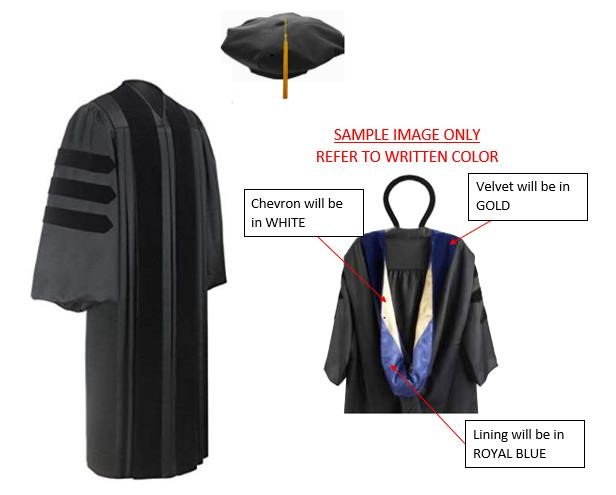 SAMPLE IMAGE ONLY
REFER TO WRITTEN COLOR
Chevron will be
in WHITE
Velvet will be in
GOLD
Lining will be in
ROYAL BLUE